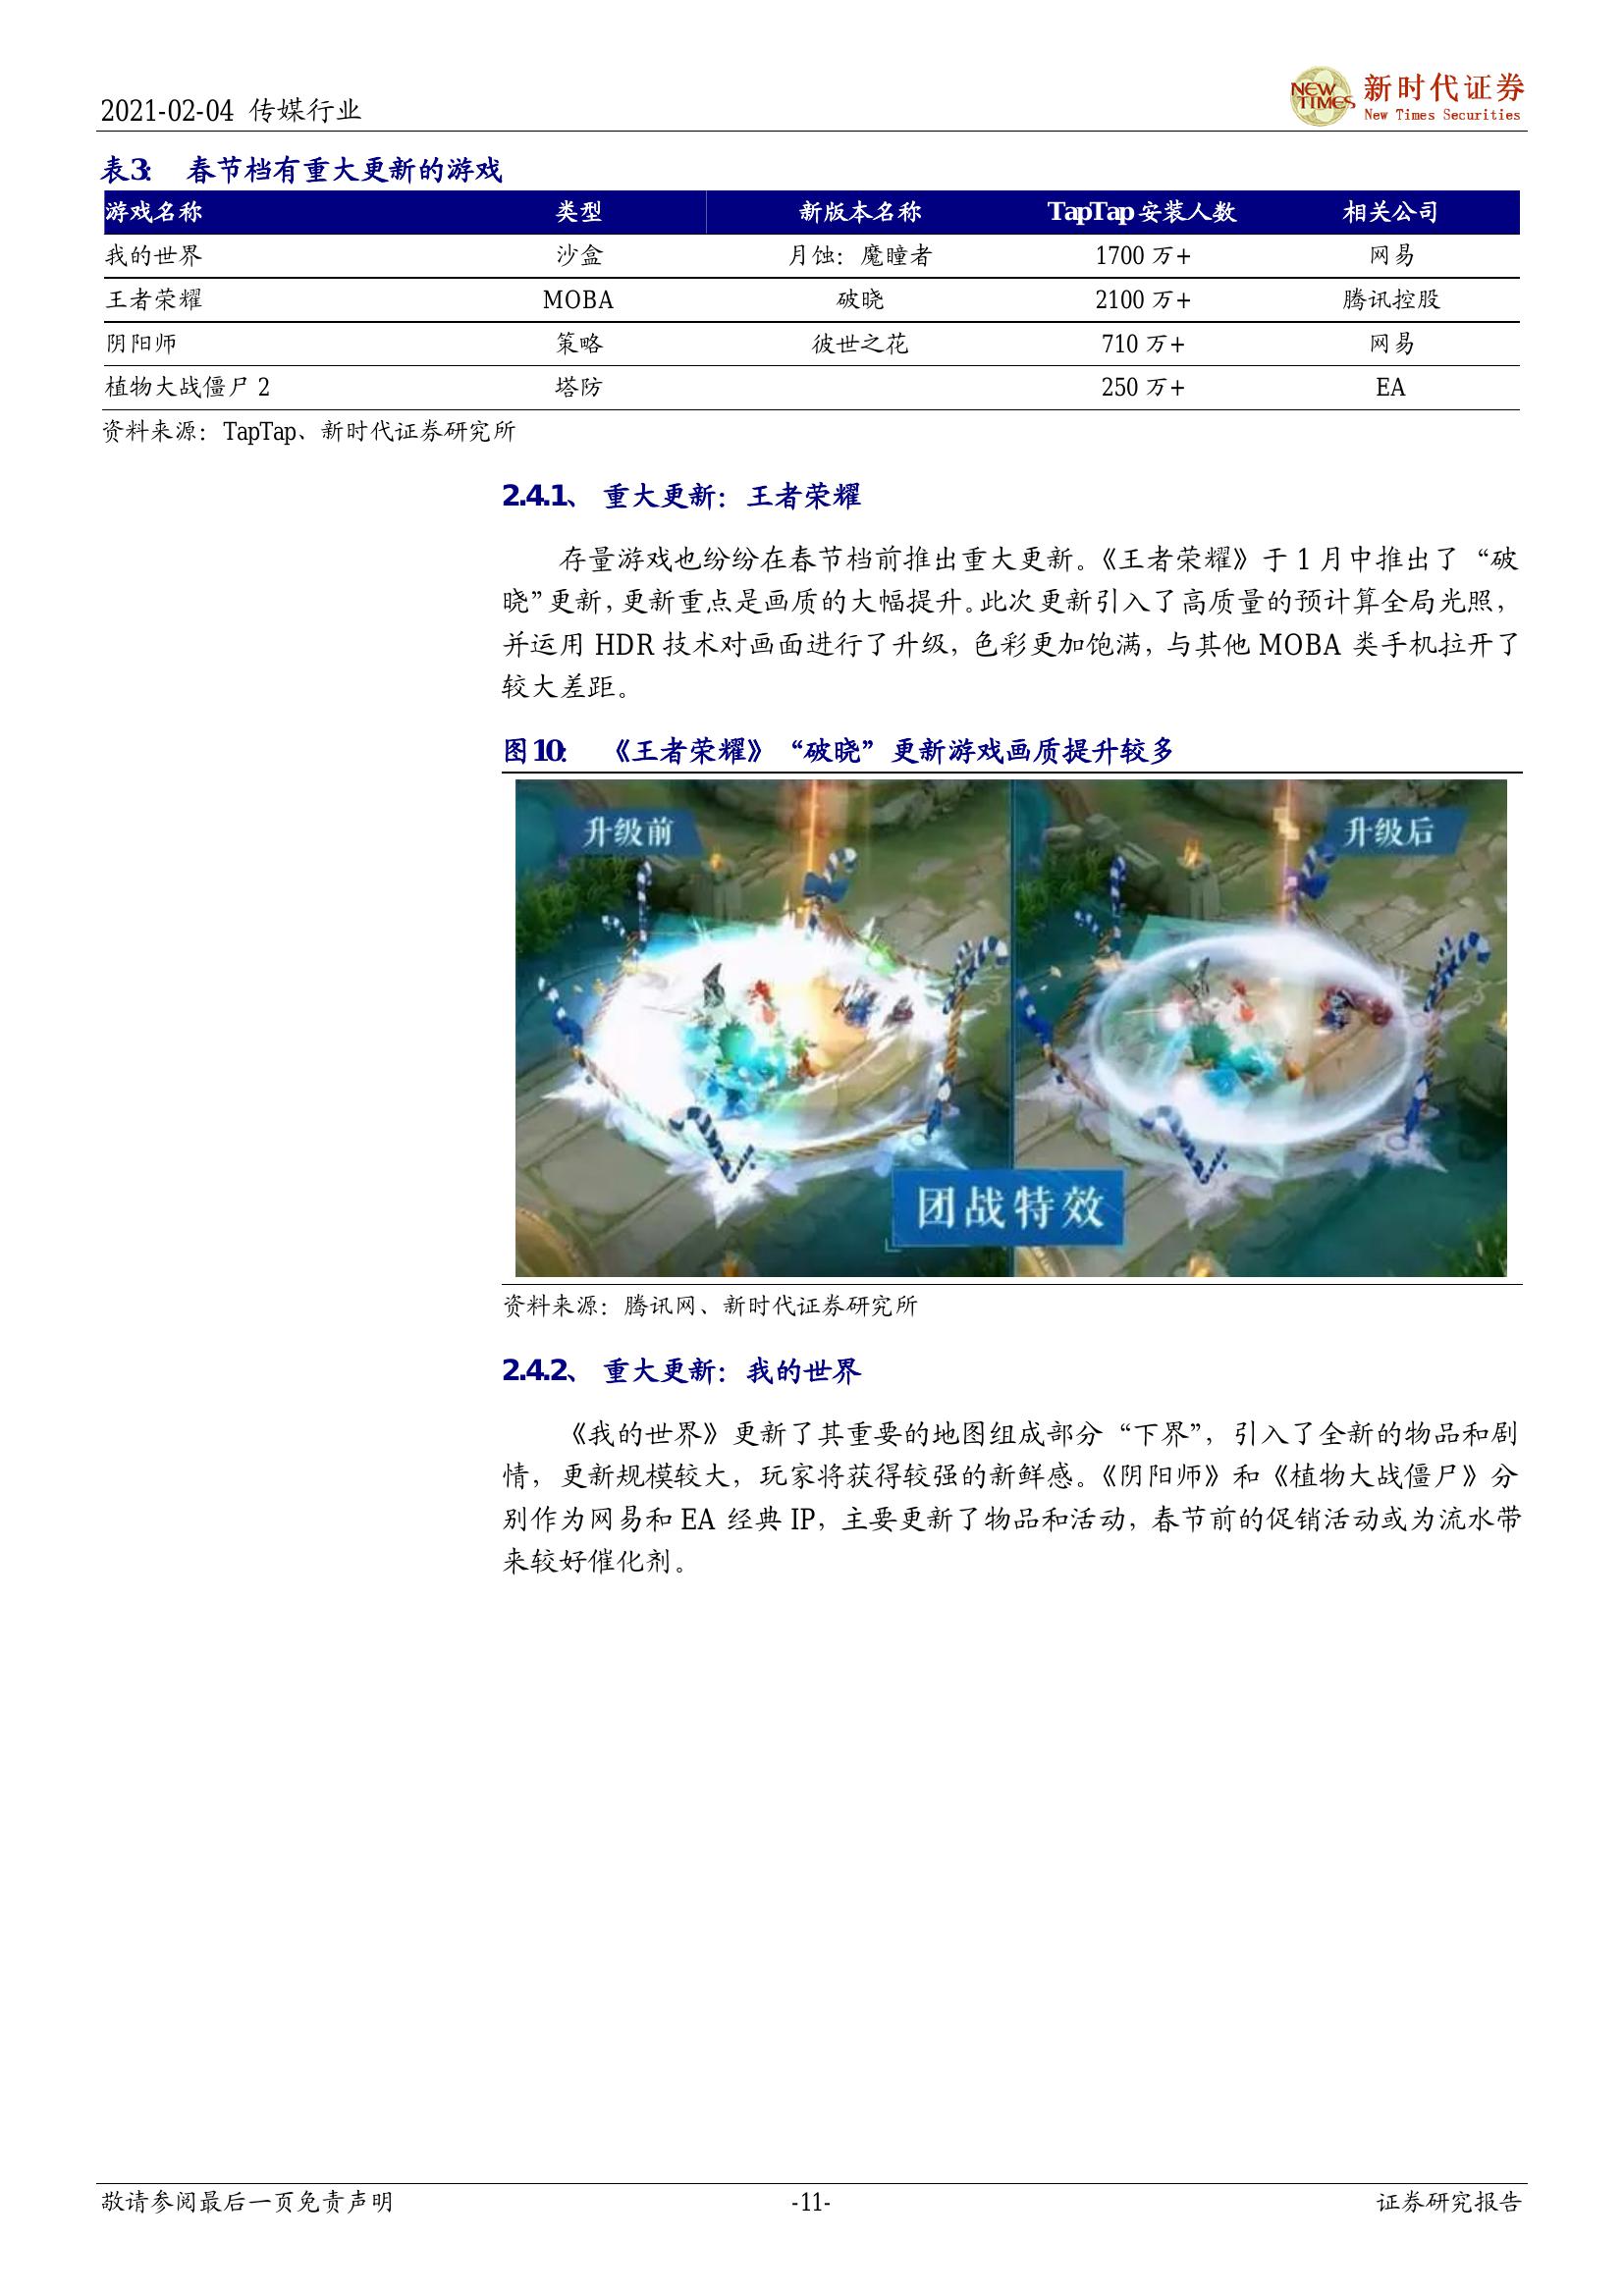 2021-02-04 传媒行业
NEW TIMES 新时代证券
New Times Securities
表3: 春节档有重大更新的游戏
游戏名称 类型 新版本名称 TapTap 安装人数 相关公司
我的世界 沙盒 月蚀：魔瞳者 1700 万+ 网易
王者荣耀 MOBA 破晓 2100 万+ 腾讯控股
阴阳师 策略 彼世之花 710 万+ 网易
植物大战僵尸 2 塔防 250 万+ EA
资料来源：TapTap、新时代证券研究所
2.4.1、 重大更新：王者荣耀
存量游戏也纷纷在春节档前推出重大更新。《王者荣耀》于 1 月中推出了“破
晓”更新，更新重点是画质的大幅提升。此次更新引入了高质量的预计算全局光照，
并运用 HDR 技术对画面进行了升级，色彩更加饱满，与其他 MOBA 类手机拉开了
较大差距。
图10: 《王者荣耀》“破晓”更新游戏画质提升较多
升级前 升级后
团战特效
资料来源：腾讯网、新时代证券研究所
2.4.2、 重大更新：我的世界
《我的世界》更新了其重要的地图组成部分“下界”，引入了全新的物品和剧
情，更新规模较大，玩家将获得较强的新鲜感。《阴阳师》和《植物大战僵尸》分
别作为网易和 EA 经典 IP，主要更新了物品和活动，春节前的促销活动或为流水带
来较好催化剂。
敬请参阅最后一页免责声明 -11- 证券研究报告